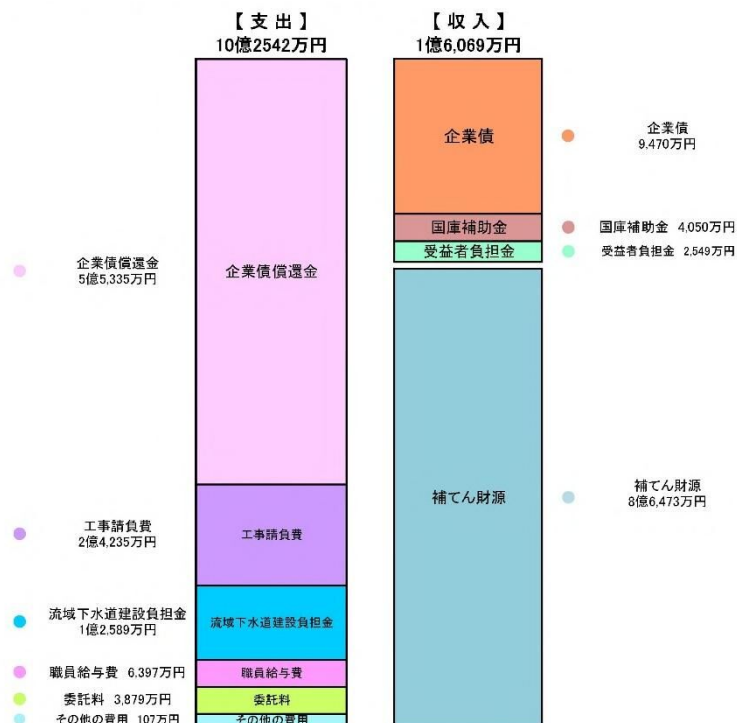 【支出】
10億2542万円
【収入】
1億6,069万円
企業債償還金
5億5,335万円
企業債償還金
工事請負費
2億4,235万円
工事請負費
流域下水道建設負担金
1億2,589万円
流域下水道建設負担金
職員給与費 6,397万円
職員給与費
委託料 3,879万円
委託料
その他の費用 107万円
その他の費用
企業債
企業債
9,470万円
国庫補助金
国庫補助金 4,050万円
受益者負担金
受益者負担金 2,549万円
補てん財源
補てん財源
8億6,473万円